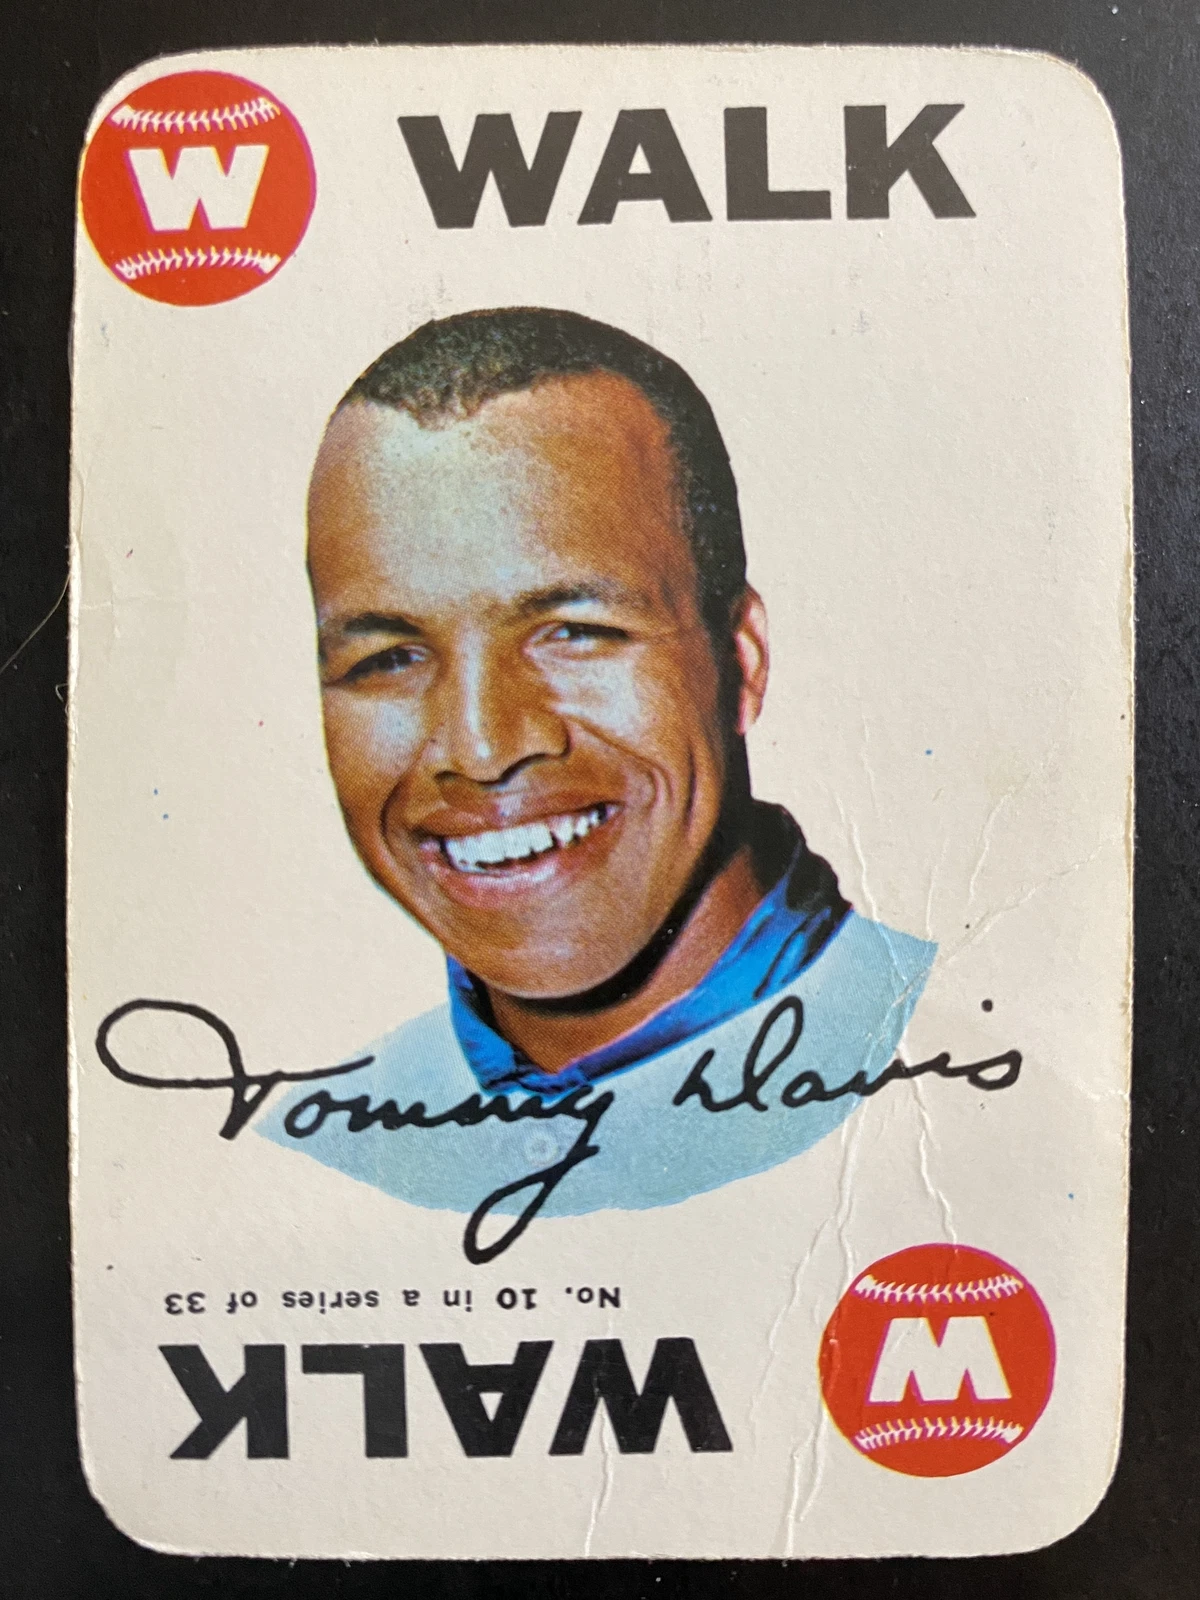 W WALK
Tommy Davis
No. 10 in a series of 33
WALK W